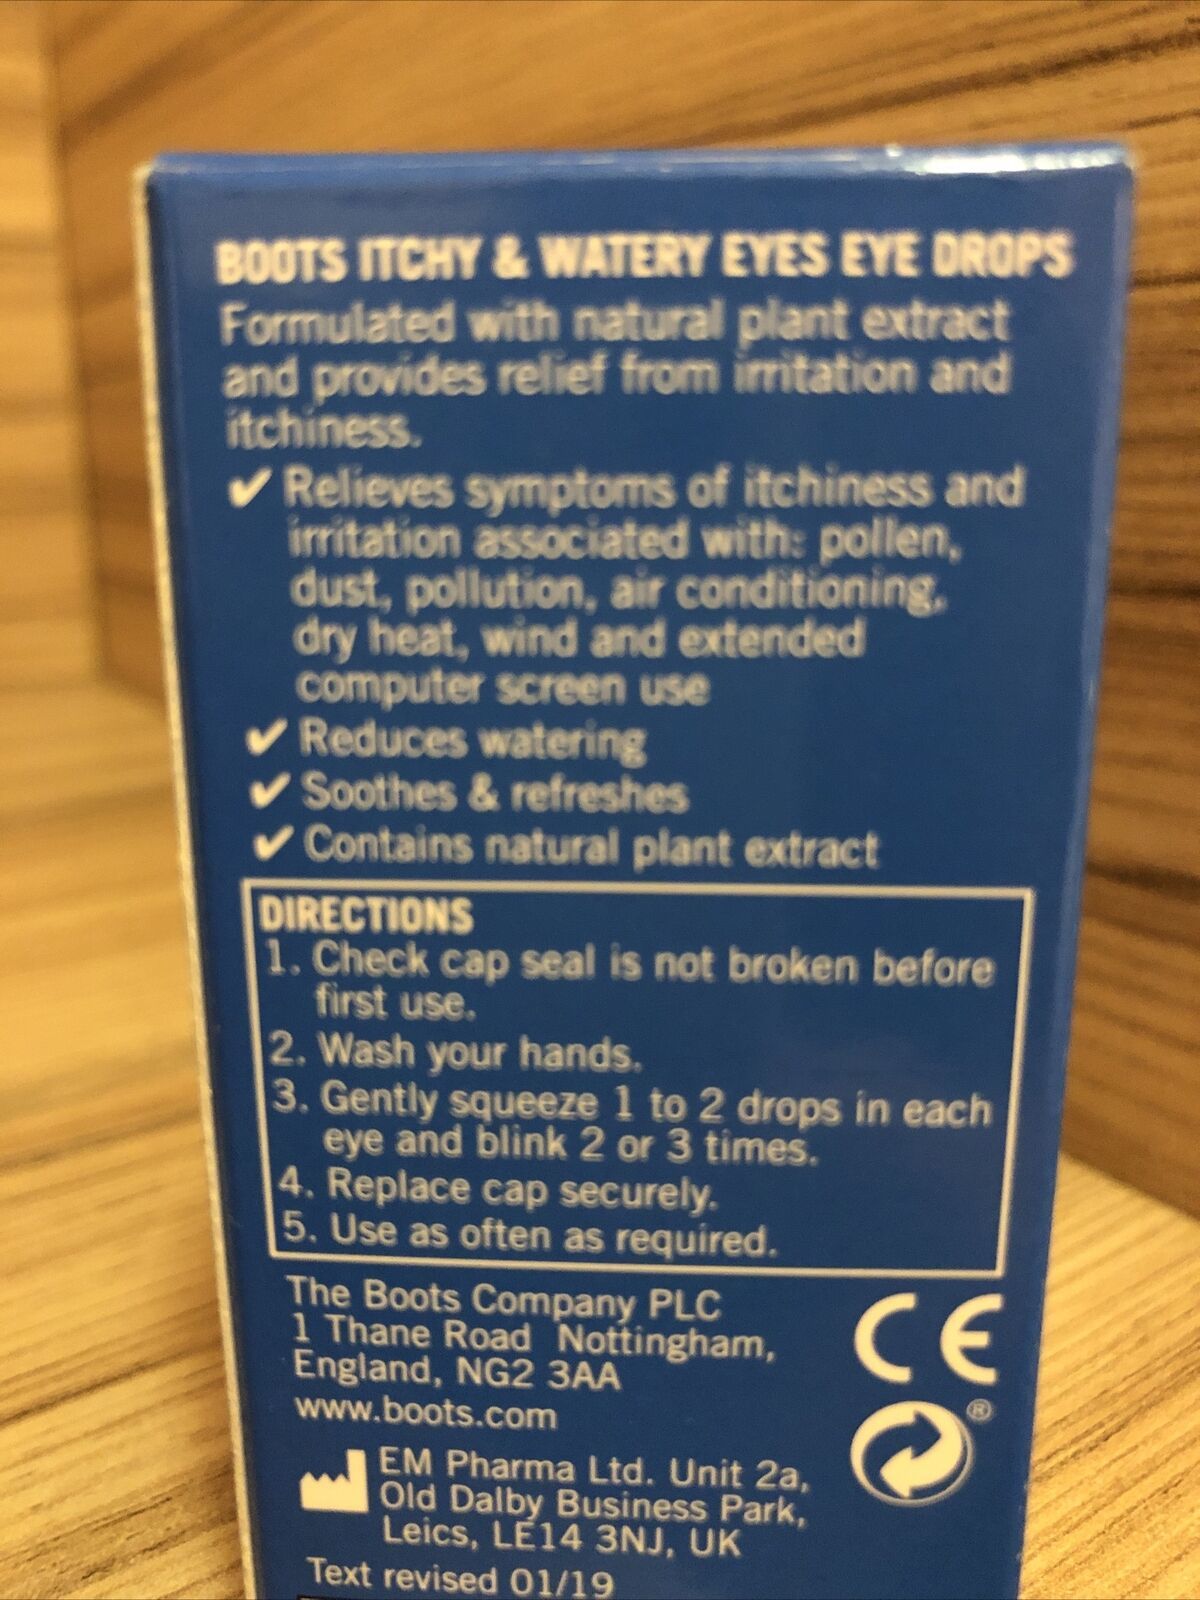 BOOTS ITCHY & WATERY EYES EYE DROPS
Formulated with natural plant extract
and provides relief from irritation and
itchiness.
✔ Relieves symptoms of itchiness and
irritation associated with: pollen,
dust, pollution, air conditioning,
dry heat, wind and extended
computer screen use
✔ Reduces watering
✔ Soothes & refreshes
✔ Contains natural plant extract
DIRECTIONS
1. Check cap seal is not broken before
first use.
2. Wash your hands.
3. Gently squeeze 1 to 2 drops in each
eye and blink 2 or 3 times.
4. Replace cap securely.
5. Use as often as required.
The Boots Company PLC
1 Thane Road Nottingham,
England, NG2 3AA
www.boots.com
CE
®
EM Pharma Ltd. Unit 2a,
Old Dalby Business Park,
Leics, LE14 3NJ, UK
Text revised 01/19